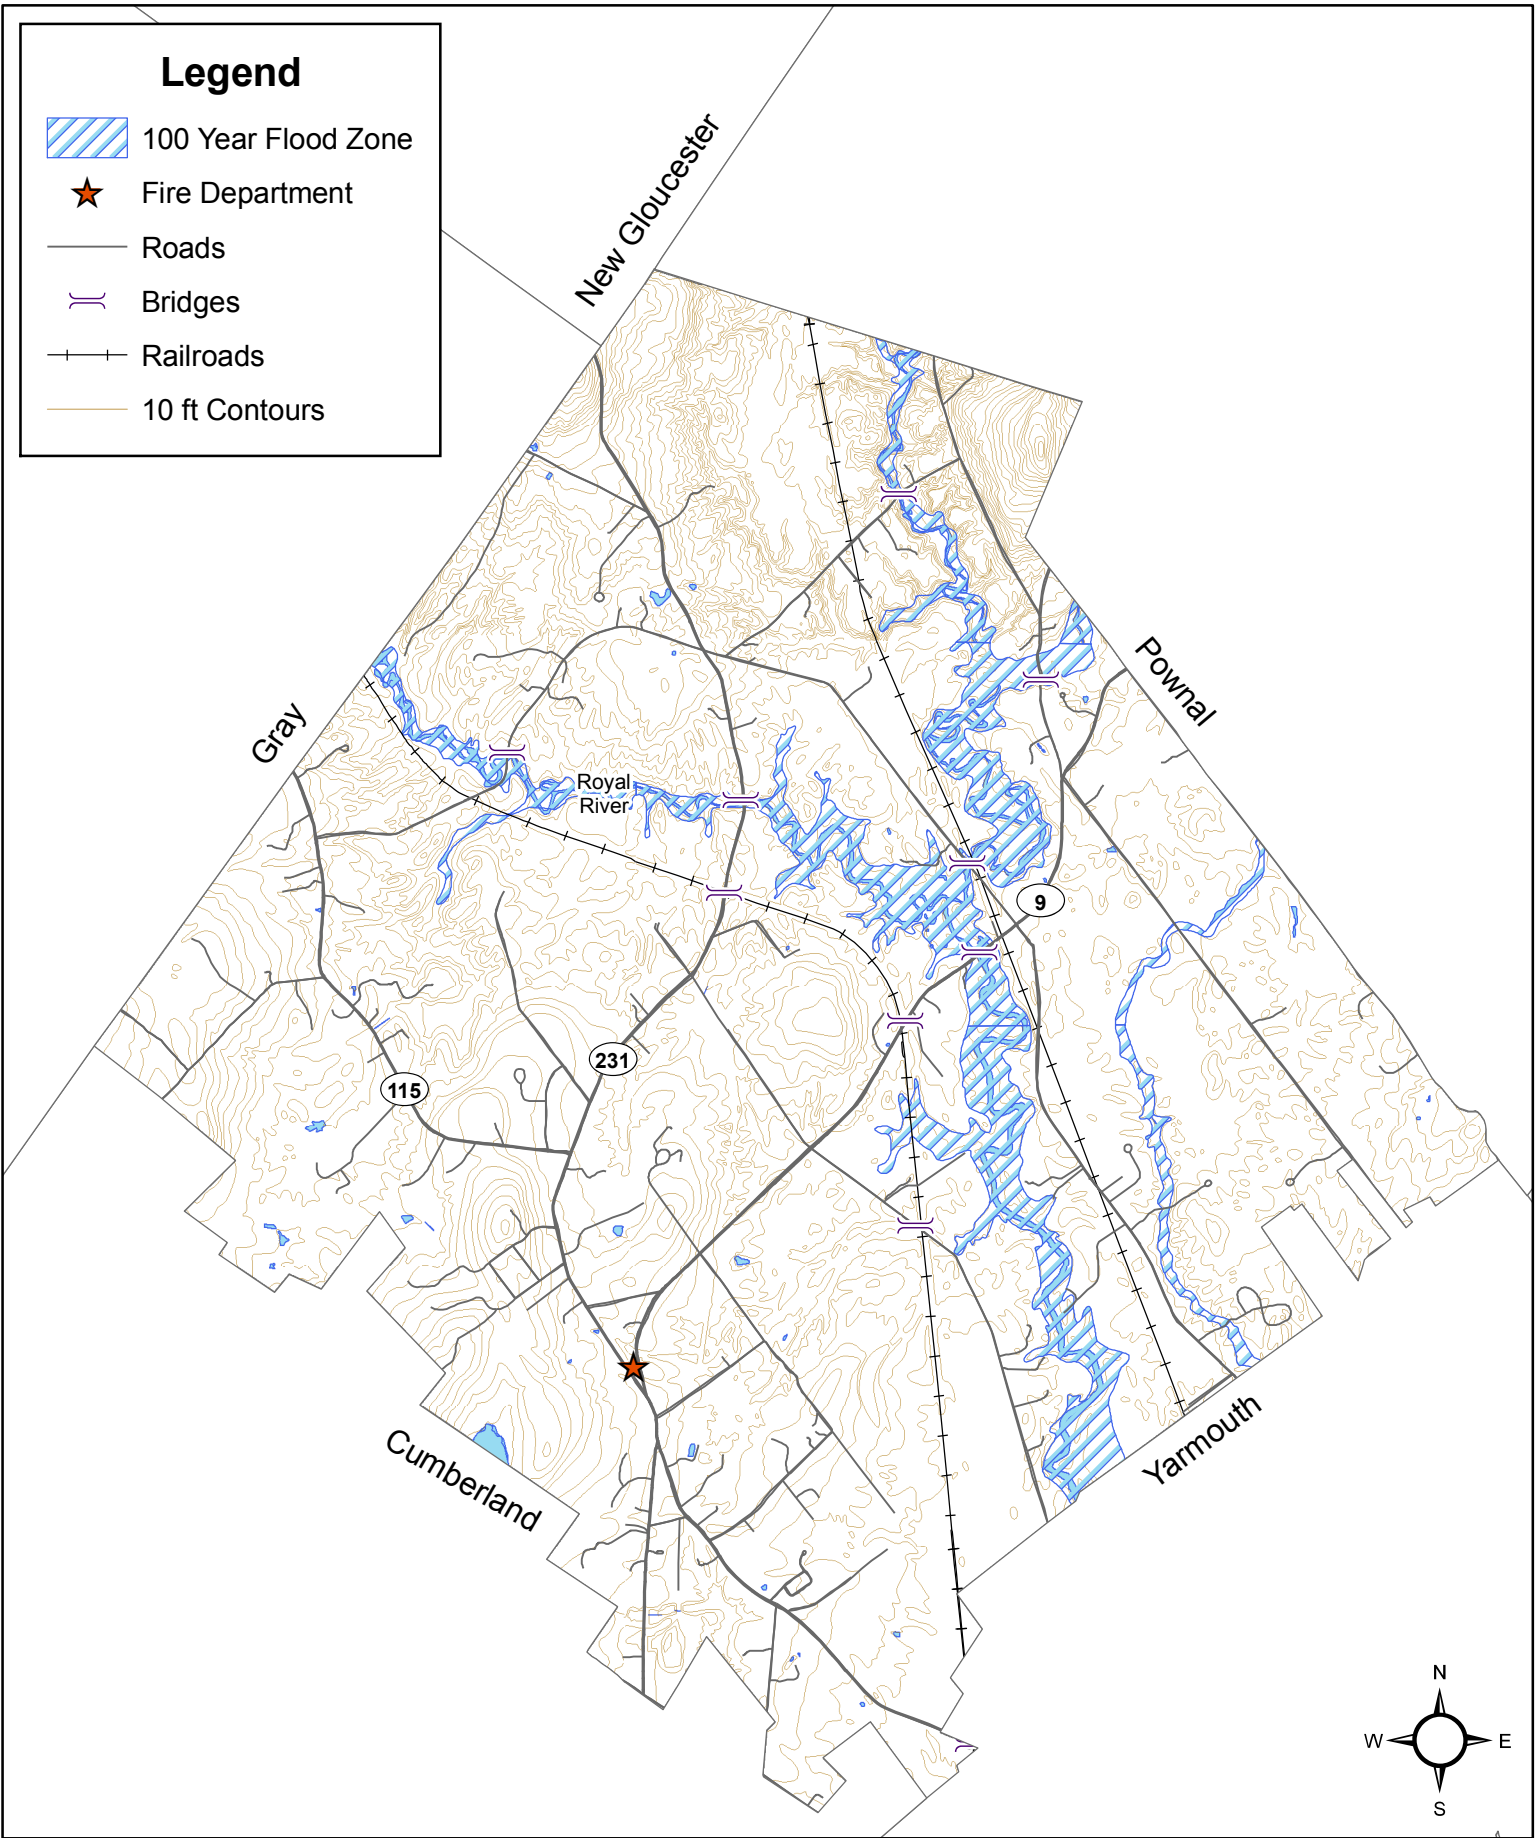 Legend
100 Year Flood Zone
Fire Department
Roads
Bridges
Railroads
10 ft Contours
New Gloucester
Pownal
Gray
Royal
River
9
231
115
Cumberland
Yarmouth
N
W
E
S